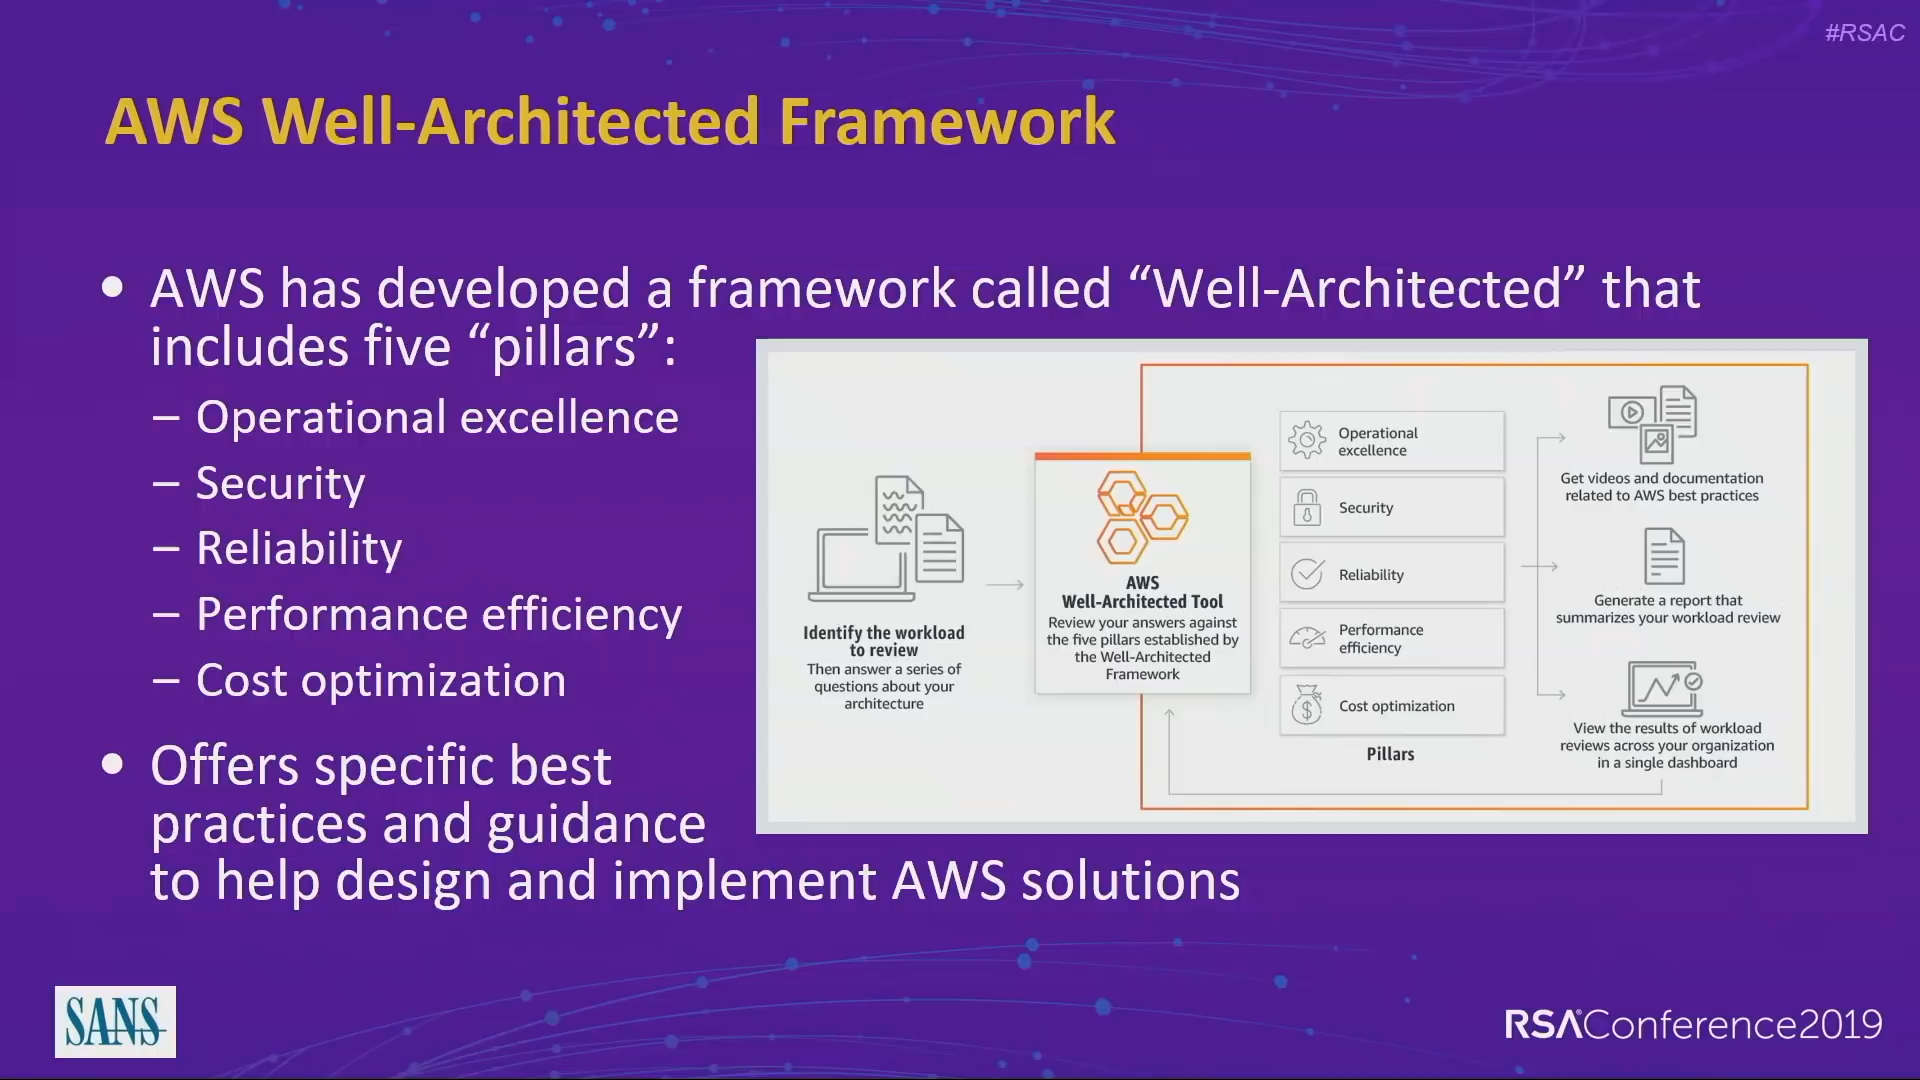 #RSAC
AWS Well-Architected Framework
• AWS has developed a framework called “Well-Architected” that
includes five “pillars”:
– Operational excellence
– Security
– Reliability
– Performance efficiency
– Cost optimization
• Offers specific best
practices and guidance
to help design and implement AWS solutions
Identify the workload
to review
Then answer a series of
questions about your
architecture
AWS
Well-Architected Tool
Review your answers against
the five pillars established by
the Well-Architected
Framework
Operational
excellence
Security
Reliability
Performance
efficiency
Cost optimization
Pillars
Get videos and documentation
related to AWS best practices
Generate a report that
summarizes your workload review
View the results of workload
reviews across your organization
in a single dashboard
SANS
RSAConference2019